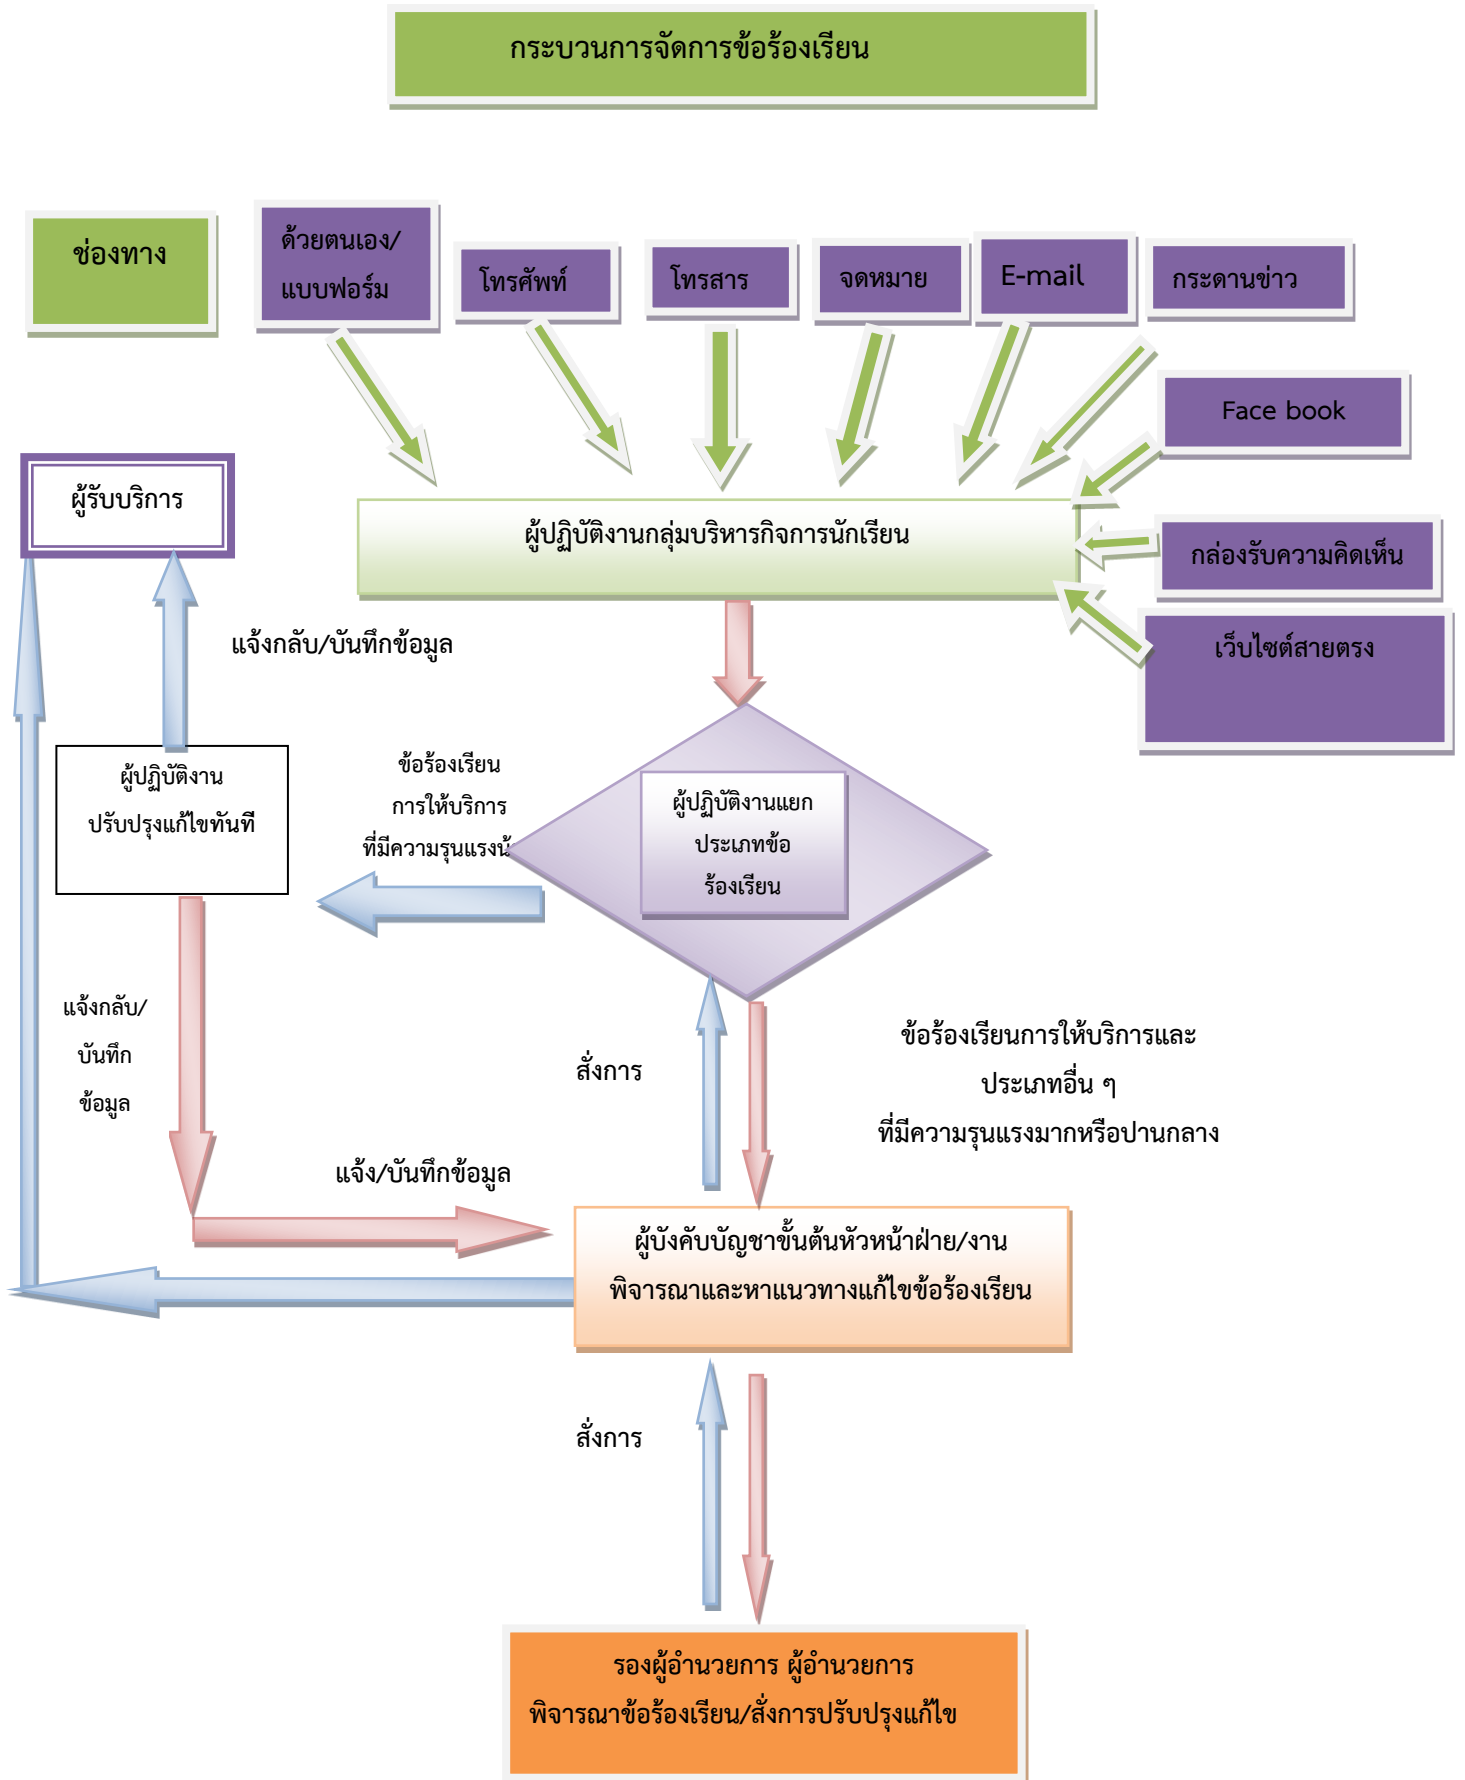 กระบวนการจัดการข้อร้องเรียน
ช่องทาง
ด้วยตนเอง/
แบบฟอร์ม
โทรศัพท์
โทรสาร
จดหมาย
E-mail
กระดานข่าว
Face book
ผู้รับบริการ
ผู้ปฏิบัติงานกลุ่มบริหารกิจการนักเรียน
กล่องรับความคิดเห็น
เว็บไซต์สายตรง
แจ้งกลับ/บันทึกข้อมูล
ผู้ปฏิบัติงาน
ปรับปรุงแก้ไขทันที
ข้อร้องเรียน
การให้บริการ
ที่มีความรุนแรง
ผู้ปฏิบัติงานแยก
ประเภทข้อ
ร้องเรียน
แจ้งกลับ/
บันทึก
ข้อมูล
สั่งการ
ข้อร้องเรียนการให้บริการและ
ประเภทอื่น ๆ
ที่มีความรุนแรงมากหรือปานกลาง
แจ้ง/บันทึกข้อมูล
ผู้บังคับบัญชาขั้นต้นหัวหน้าฝ่าย/งาน
พิจารณาและหาแนวทางแก้ไขข้อร้องเรียน
สั่งการ
รองผู้อำนวยการ ผู้อำนวยการ
พิจารณาข้อร้องเรียน/สั่งการปรับปรุงแก้ไข